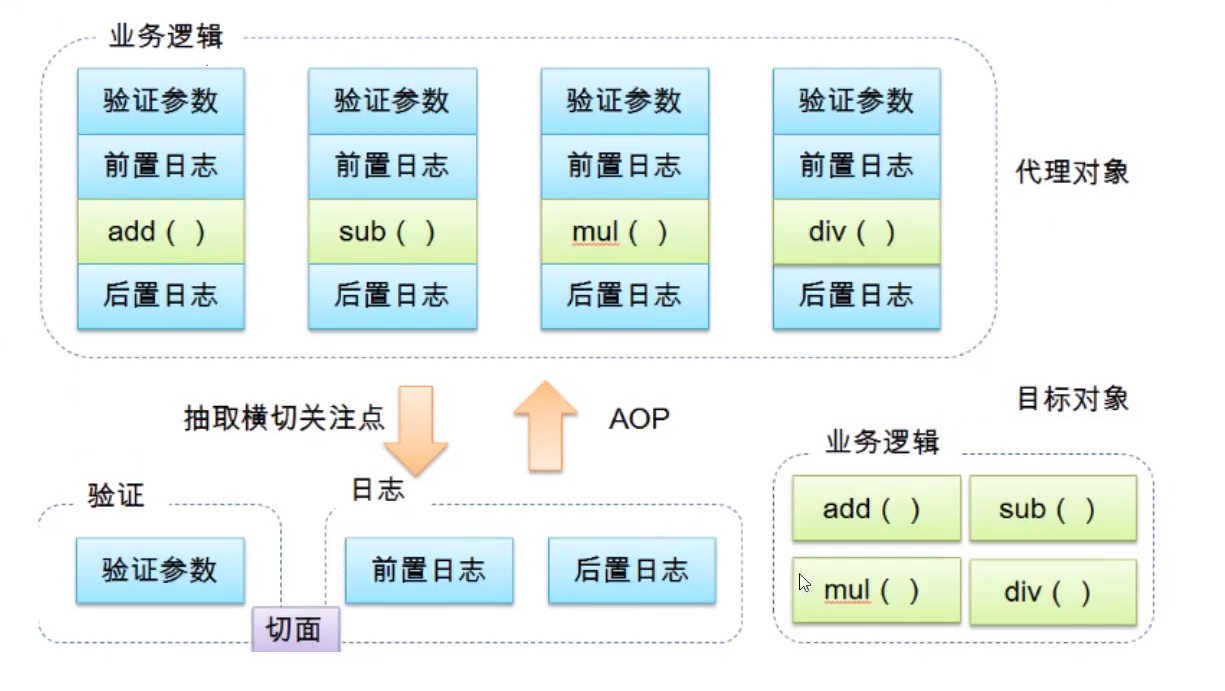 业务逻辑
验证参数 验证参数 验证参数 验证参数
前置日志 前置日志 前置日志 前置日志
代理对象
add（ ） sub（ ） mul（ ） div（ ）
后置日志 后置日志 后置日志 后置日志
抽取横切关注点
AOP
目标对象
业务逻辑
验证
日志
add（ ） sub（ ）
验证参数
前置日志 后置日志
mul（ ） div（ ）
切面